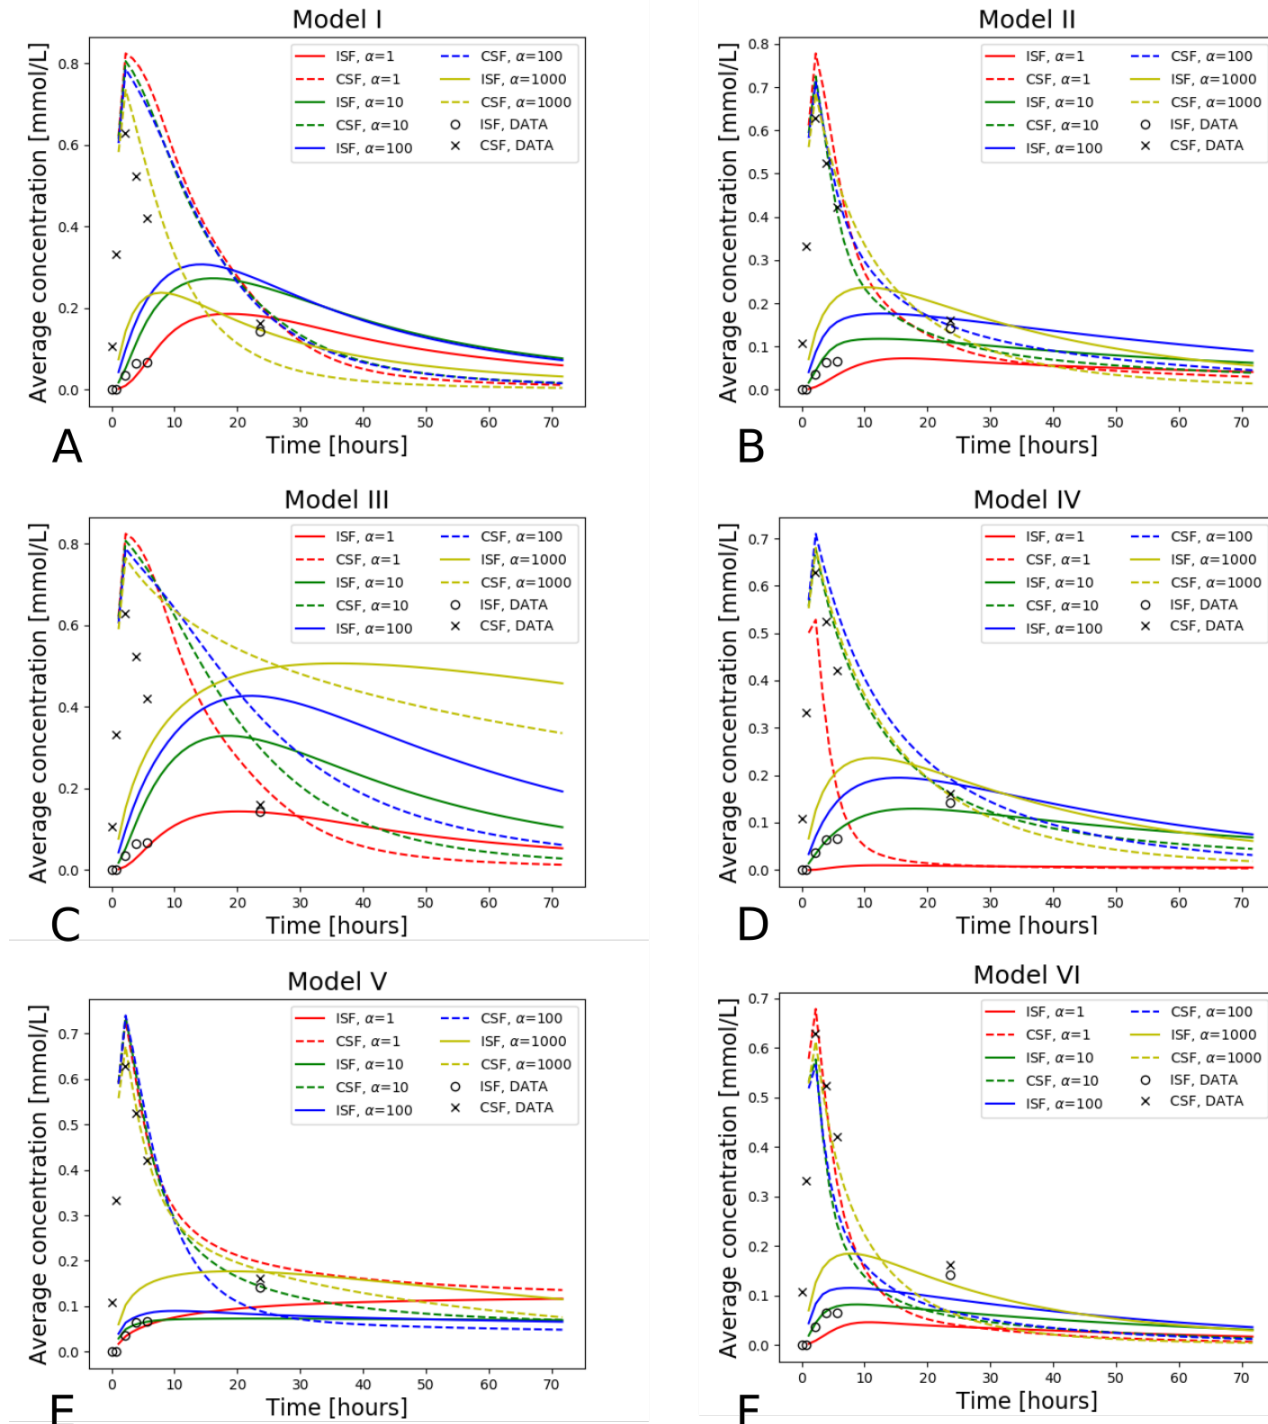 Model I
Average concentration [mmol/L]
0.8
0.6
0.4
0.2
0.0
ISF, α=1
CSF, α=1
ISF, α=10
CSF, α=10
ISF, α=100
CSF, α=100
ISF, α=1000
CSF, α=1000
ISF, DATA
CSF, DATA
0 10 20 30 40 50 60 70
Time [hours]
A
Model II
Average concentration [mmol/L]
0.8
0.7
0.6
0.5
0.4
0.3
0.2
0.1
0.0
ISF, α=1
CSF, α=1
ISF, α=10
CSF, α=10
ISF, α=100
CSF, α=100
ISF, α=1000
CSF, α=1000
ISF, DATA
CSF, DATA
0 10 20 30 40 50 60 70
Time [hours]
B
Model III
Average concentration [mmol/L]
0.8
0.6
0.4
0.2
0.0
ISF, α=1
CSF, α=1
ISF, α=10
CSF, α=10
ISF, α=100
CSF, α=100
ISF, α=1000
CSF, α=1000
ISF, DATA
CSF, DATA
0 10 20 30 40 50 60 70
Time [hours]
C
Model IV
Average concentration [mmol/L]
0.7
0.6
0.5
0.4
0.3
0.2
0.1
0.0
ISF, α=1
CSF, α=1
ISF, α=10
CSF, α=10
ISF, α=100
CSF, α=100
ISF, α=1000
CSF, α=1000
ISF, DATA
CSF, DATA
0 10 20 30 40 50 60 70
Time [hours]
D
Model V
Average concentration [mmol/L]
0.7
0.6
0.5
0.4
0.3
0.2
0.1
0.0
ISF, α=1
CSF, α=1
ISF, α=10
CSF, α=10
ISF, α=100
CSF, α=100
ISF, α=1000
CSF, α=1000
ISF, DATA
CSF, DATA
0 10 20 30 40 50 60 70
Time [hours]
E
Model VI
Average concentration [mmol/L]
0.7
0.6
0.5
0.4
0.3
0.2
0.1
0.0
ISF, α=1
CSF, α=1
ISF, α=10
CSF, α=10
ISF, α=100
CSF, α=100
ISF, α=1000
CSF, α=1000
ISF, DATA
CSF, DATA
0 10 20 30 40 50 60 70
Time [hours]
F